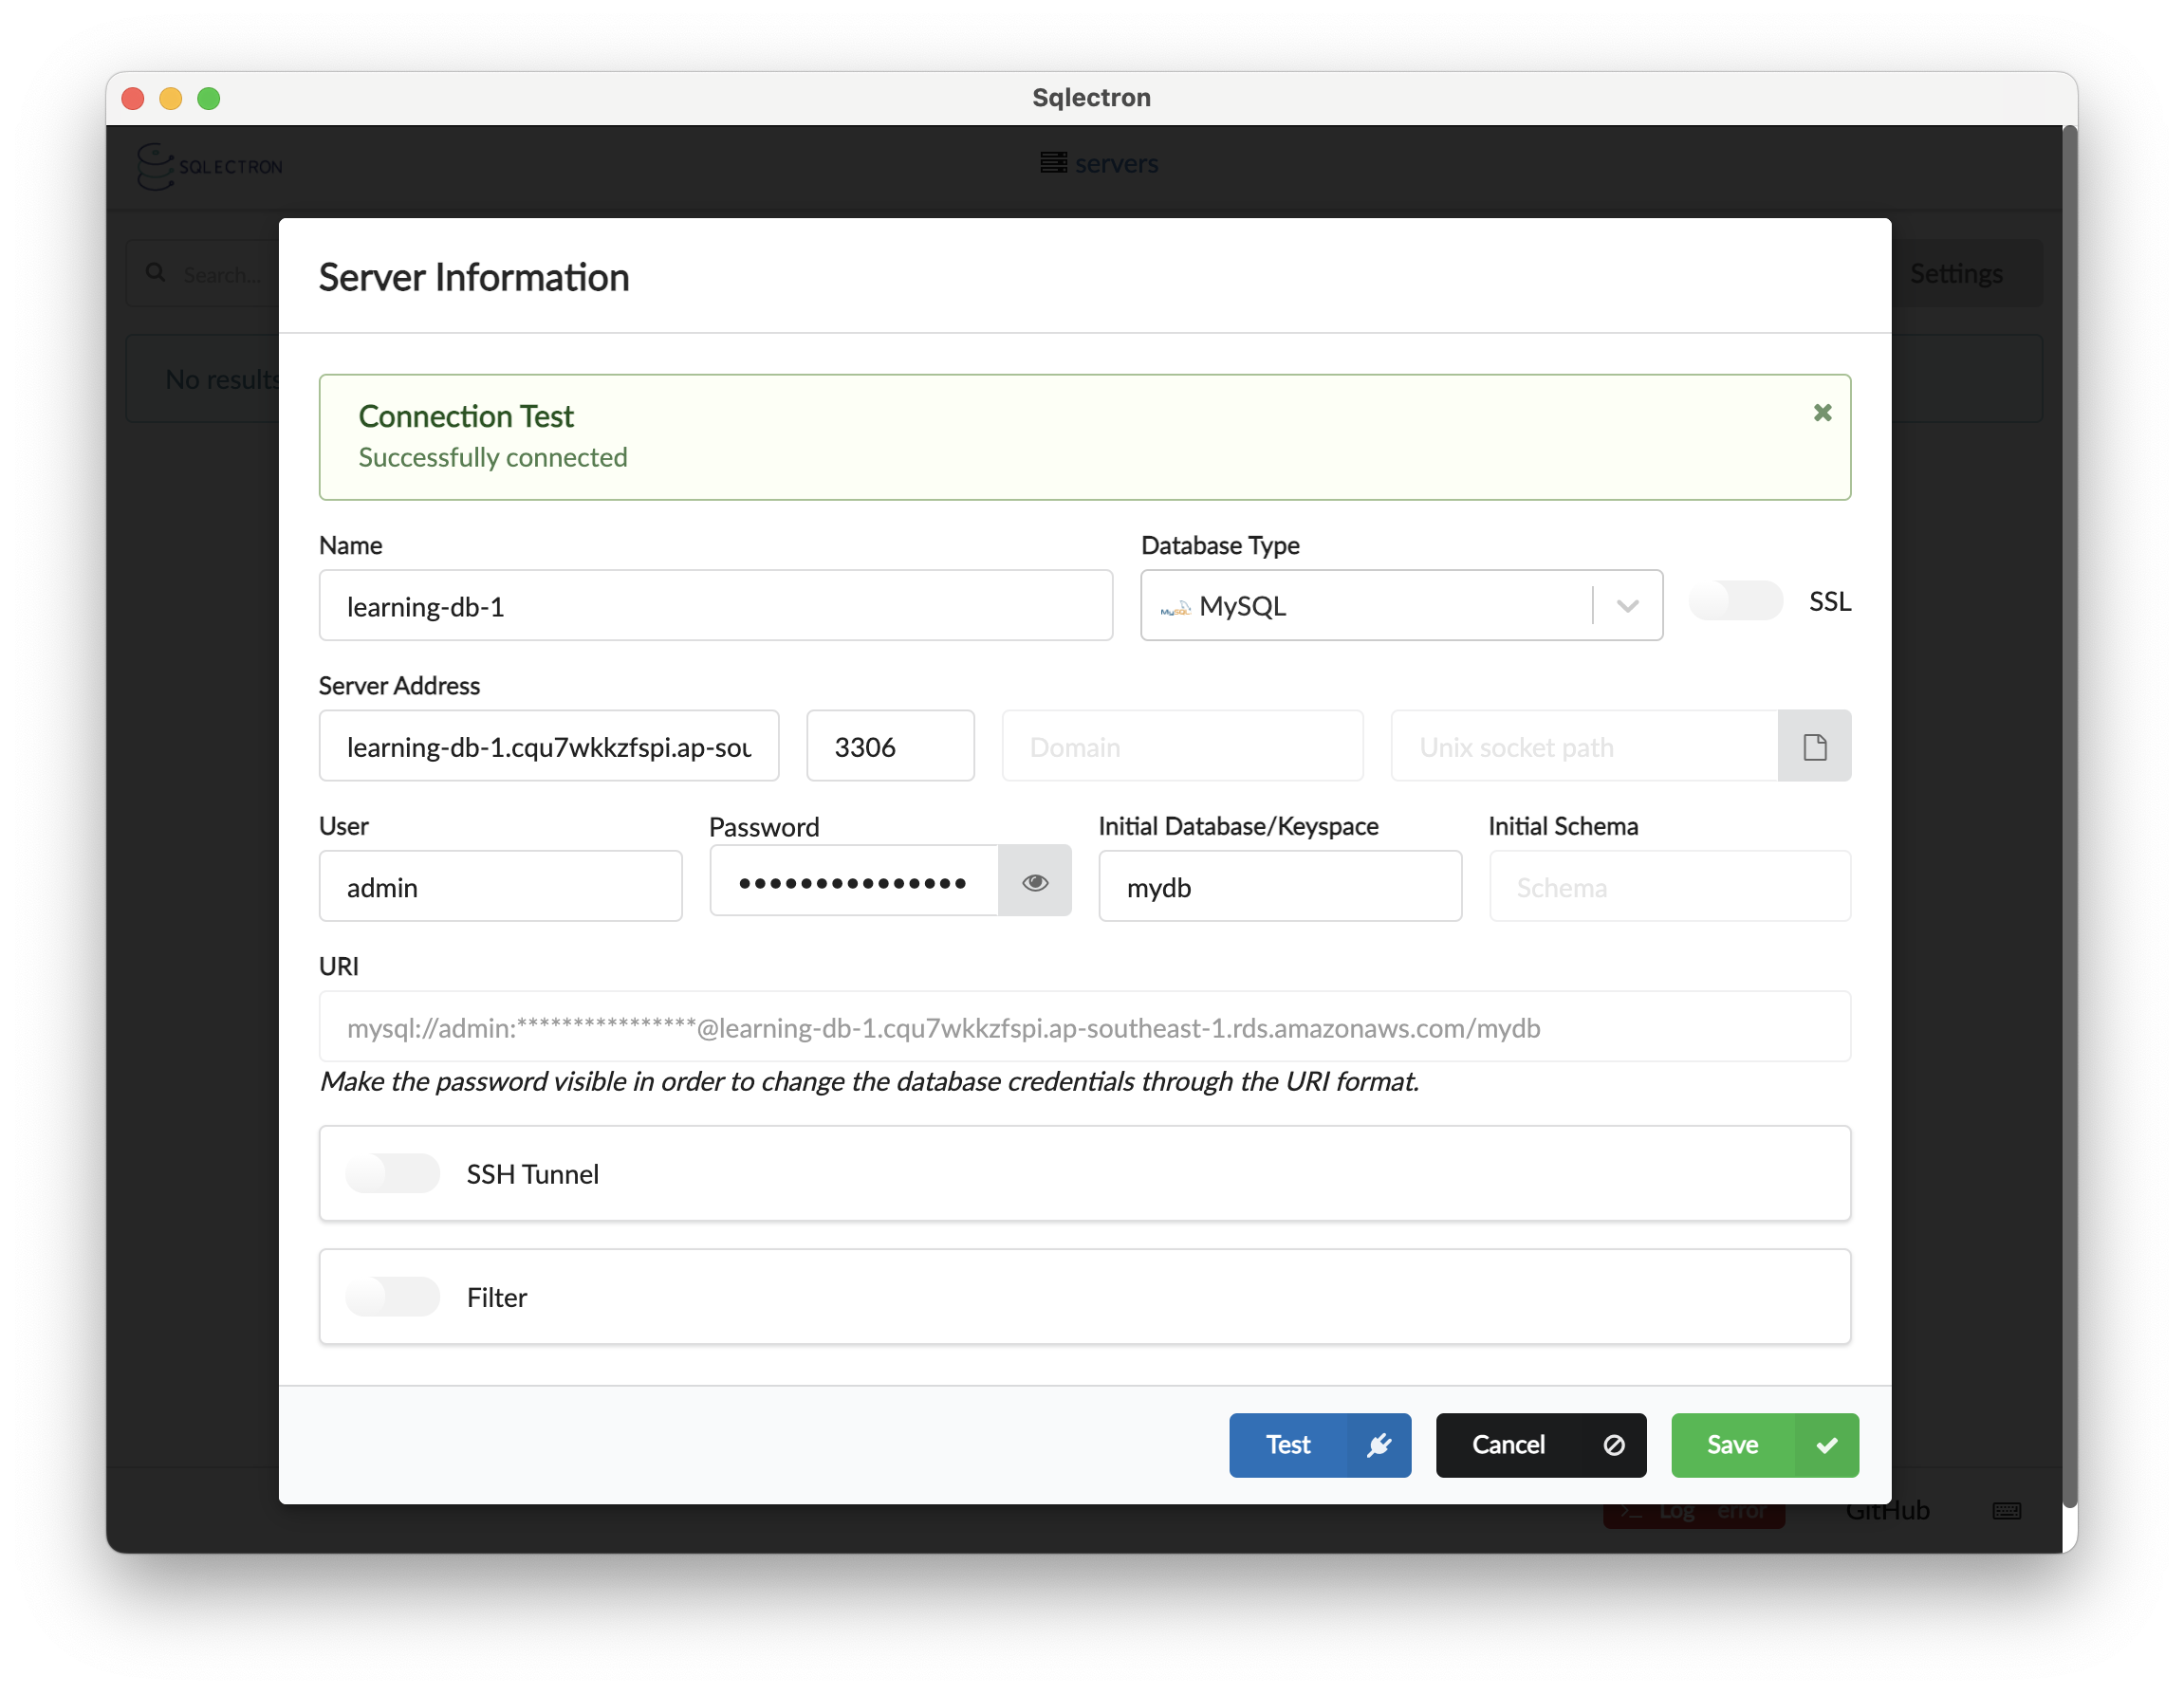 Sqlectron
SQLECTRON
servers
Search...
Settings
No results
Server Information
Connection Test
Successfully connected
Name
Database Type
learning-db-1
MySQL
MySQL
SSL
Server Address
learning-db-1.cqu7wkkzfspi.ap-sou
3306
Domain
Unix socket path
User
Password
Initial Database/Keyspace
Initial Schema
admin
•••••••••••••••
mydb
Schema
URI
mysql://admin:****************@learning-db-1.cqu7wkkzfspi.ap-southeast-1.rds.amazonaws.com/mydb
Make the password visible in order to change the database credentials through the URI format.
SSH Tunnel
Filter
Test
Cancel
Save
Log error
GitHub